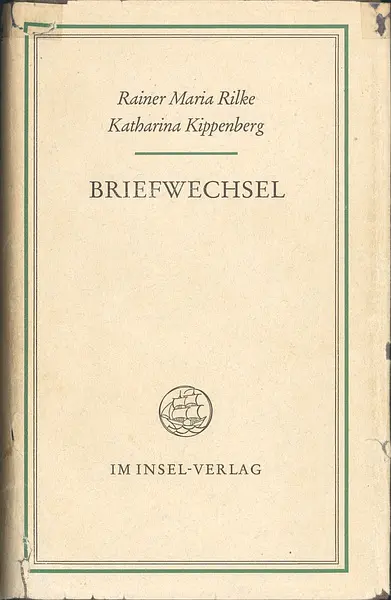 Rainer Maria Rilke
Katharina Kippenberg
BRIEFWECHSEL
IM INSEL-VERLAG